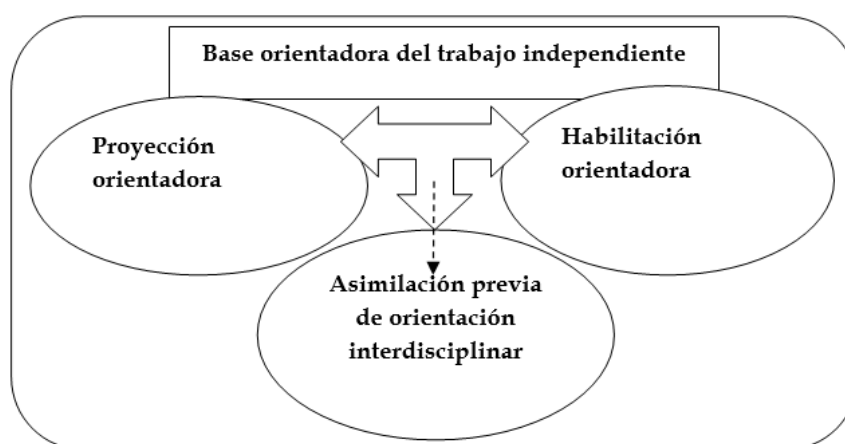 Base orientadora del trabajo independiente
Proyección
orientadora
Habilitación
orientadora
Asimilación previa
de orientación
interdisciplinar